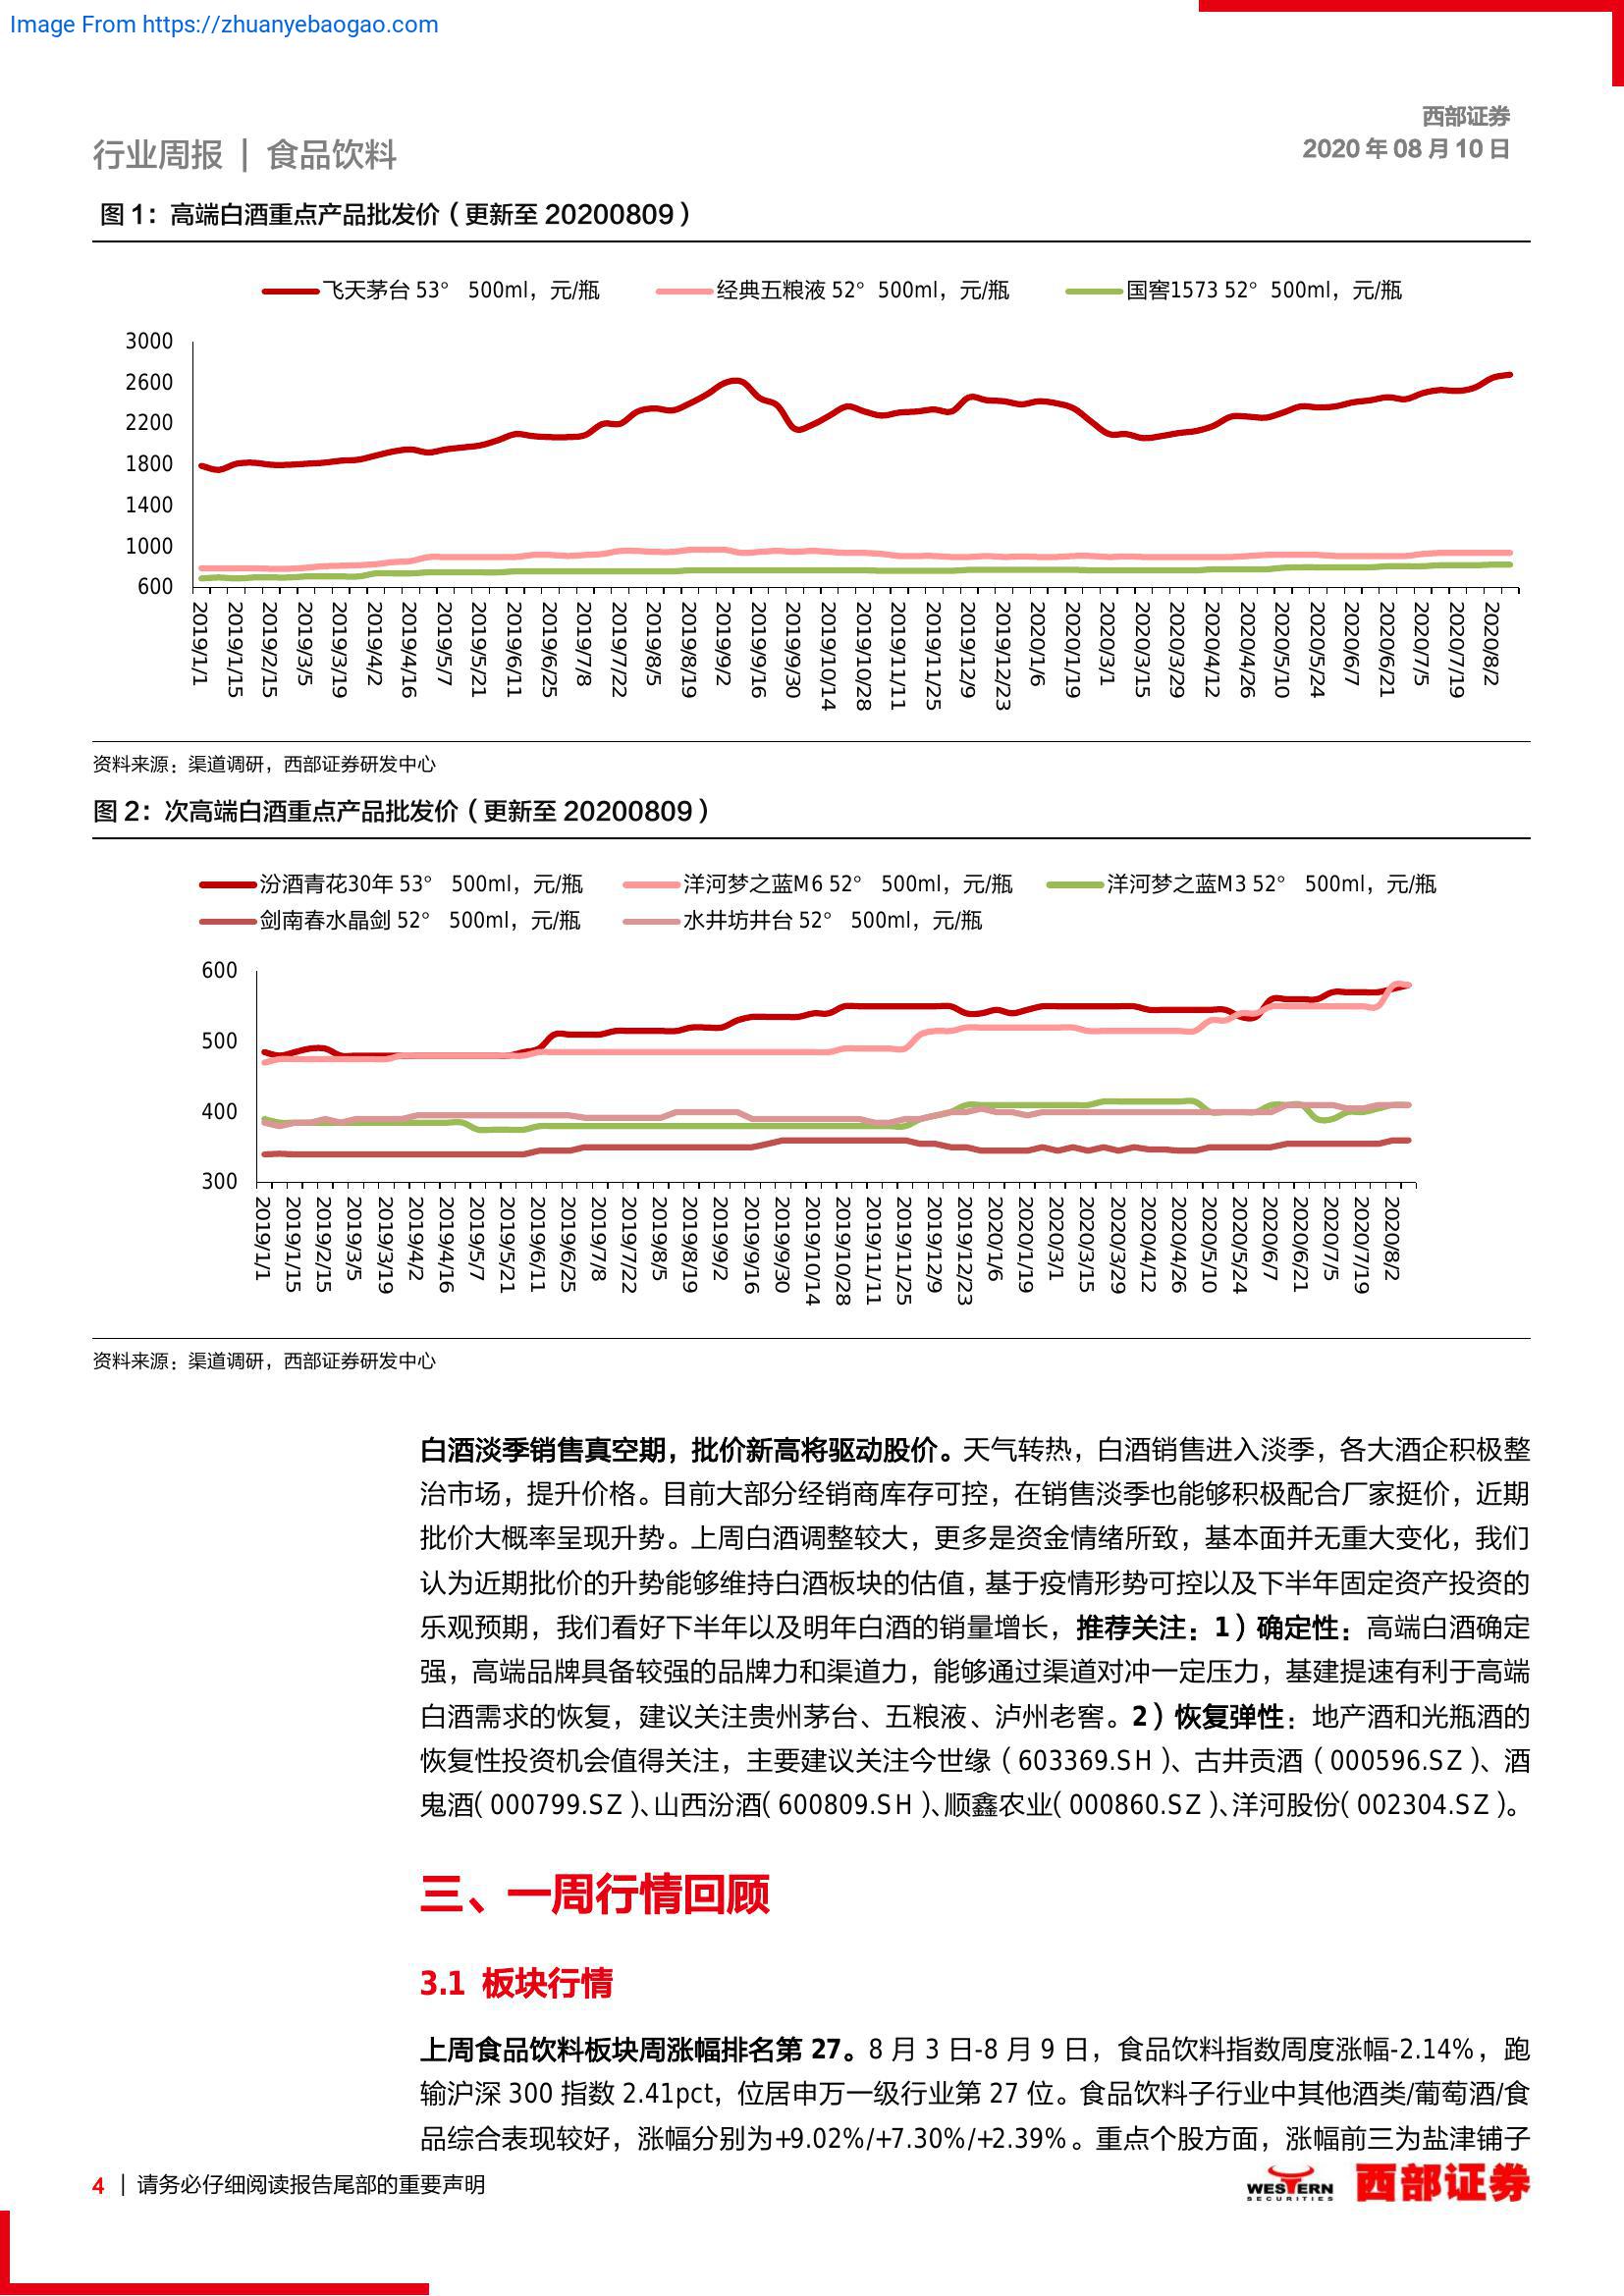 Image From https://zhuanyebaogao.com
西部证券
2020 年 08 月 10 日
行业周报 | 食品饮料
图 1：高端白酒重点产品批发价（更新至 20200809）
飞天茅台 53° 500ml，元/瓶 经典五粮液 52° 500ml，元/瓶 国窖1573 52° 500ml，元/瓶
3000
2600
2200
1800
1400
1000
600
2019/1/1 2019/1/15 2019/2/15 2019/3/5 2019/3/19 2019/4/2 2019/4/16 2019/5/7 2019/5/21 2019/6/11 2019/6/25 2019/7/8 2019/7/22 2019/8/5 2019/8/19 2019/9/2 2019/9/16 2019/9/30 2019/10/14 2019/10/28 2019/11/11 2019/11/25 2019/12/9 2019/12/23 2020/1/6 2020/1/19 2020/3/1 2020/3/15 2020/3/29 2020/4/12 2020/4/26 2020/5/10 2020/5/24 2020/6/7 2020/6/21 2020/7/5 2020/7/19 2020/8/2
资料来源：渠道调研，西部证券研发中心
图 2：次高端白酒重点产品批发价（更新至 20200809）
汾酒青花30年 53° 500ml，元/瓶 洋河梦之蓝M6 52° 500ml，元/瓶 洋河梦之蓝M3 52° 500ml，元/瓶
剑南春水晶剑 52° 500ml，元/瓶 水井坊井台 52° 500ml，元/瓶
600
500
400
300
2019/1/1 2019/1/15 2019/2/15 2019/3/5 2019/3/19 2019/4/2 2019/4/16 2019/5/7 2019/5/21 2019/6/11 2019/6/25 2019/7/8 2019/7/22 2019/8/5 2019/8/19 2019/9/2 2019/9/16 2019/9/30 2019/10/14 2019/10/28 2019/11/11 2019/11/25 2019/12/9 2019/12/23 2020/1/6 2020/1/19 2020/3/1 2020/3/15 2020/3/29 2020/4/12 2020/4/26 2020/5/10 2020/5/24 2020/6/7 2020/6/21 2020/7/5 2020/7/19 2020/8/2
资料来源：渠道调研，西部证券研发中心
白酒淡季销售真空期，批价新高将驱动股价。天气转热，白酒销售进入淡季，各大酒企积极整
治市场，提升价格。目前大部分经销商库存可控，在销售淡季也能够积极配合厂家挺价，近期
批价大概率呈现升势。上周白酒调整较大，更多是资金情绪所致，基本面并无重大变化，我们
认为近期批价的升势能够维持白酒板块的估值，基于疫情形势可控以及下半年固定资产投资的
乐观预期，我们看好下半年以及明年白酒的销量增长，推荐关注：1）确定性：高端白酒确定
强，高端品牌具备较强的品牌力和渠道力，能够通过渠道对冲一定压力，基建提速有利于高端
白酒需求的恢复，建议关注贵州茅台、五粮液、泸州老窖。2）恢复弹性：地产酒和光瓶酒的
恢复性投资机会值得关注，主要建议关注今世缘（603369.SH）、古井贡酒（000596.SZ）、酒
鬼酒（000799.SZ）、山西汾酒（600809.SH）、顺鑫农业（000860.SZ）、洋河股份（002304.SZ）。
三、一周行情回顾
3.1 板块行情
上周食品饮料板块周涨幅排名第 27。8 月 3 日-8 月 9 日，食品饮料指数周度涨幅-2.14%，跑
输沪深 300 指数 2.41pct，位居申万一级行业第 27 位。食品饮料子行业中其他酒类/葡萄酒/食
品综合表现较好，涨幅分别为+9.02%/+7.30%/+2.39%。重点个股方面，涨幅前三为盐津铺子
4 | 请务必仔细阅读报告尾部的重要声明
WESTERN
SECURITIES
西部证券